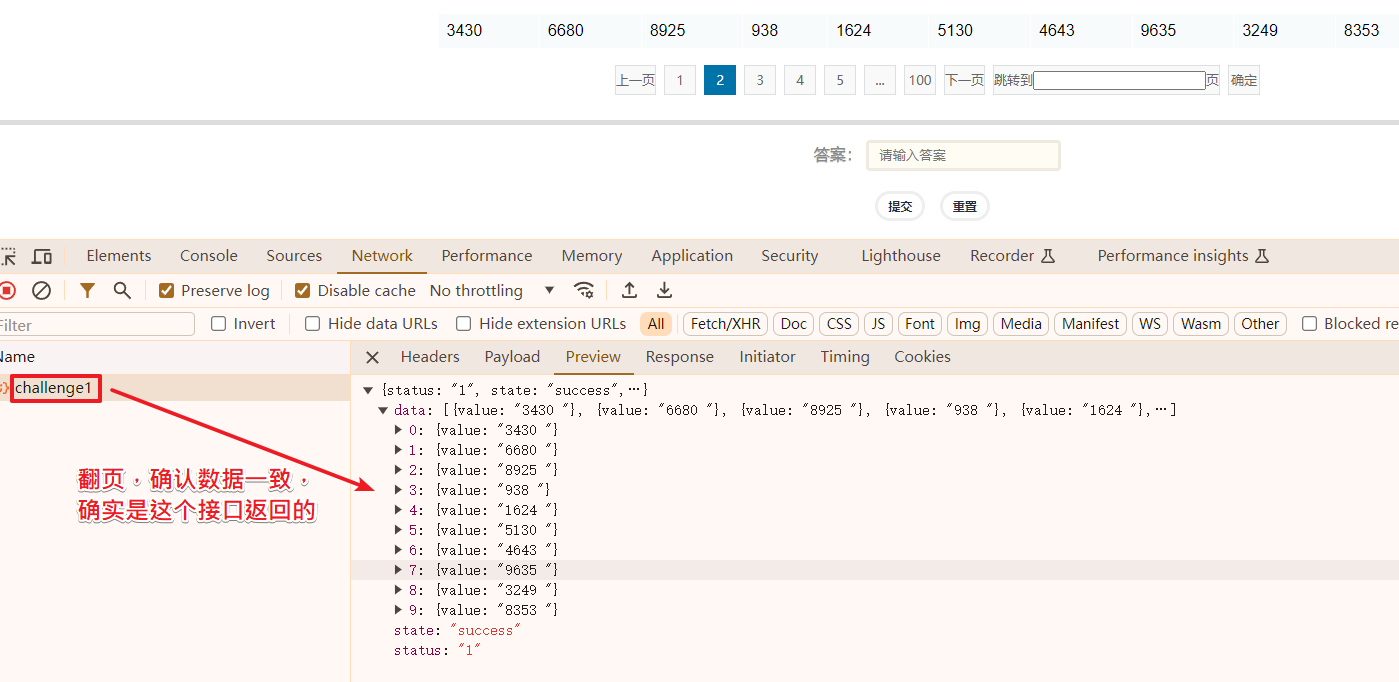 3430 6680 8925 938 1624 5130 4643 9635 3249 8353
上一页 1 2 3 4 5 ... 100 下一页 跳转到 页 确定
答案： 请输入答案
提交 重置
Elements Console Sources Network Performance Memory Application Security Lighthouse Recorder Performance insights
Preserve log Disable cache No throttling
Filter Invert Hide data URLs Hide extension URLs All Fetch/XHR Doc CSS JS Font Img Media Manifest WS Wasm Other Blocked re
Name Headers Payload Preview Response Initiator Timing Cookies
challenge1
翻页，确认数据一致，
确实是这个接口返回的
{status: "1", state: "success",…}
data: [{value: "3430 "}, {value: "6680 "}, {value: "8925 "}, {value: "938 "}, {value: "1624 "},…]
0: {value: "3430 "}
1: {value: "6680 "}
2: {value: "8925 "}
3: {value: "938 "}
4: {value: "1624 "}
5: {value: "5130 "}
6: {value: "4643 "}
7: {value: "9635 "}
8: {value: "3249 "}
9: {value: "8353 "}
state: "success"
status: "1"